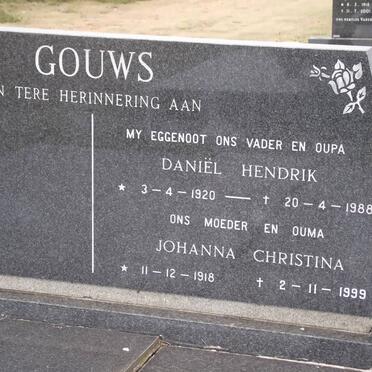 GOUWS
N TERE HERINNERING AAN
MY EGGENOOT ONS VADER EN OUPA
DANIËL HENDRIK
* 3-4-1920 — † 20-4-1988
ONS MOEDER EN OUMA
JOHANNA CHRISTINA
* 11-12-1918 † 2-11-1999